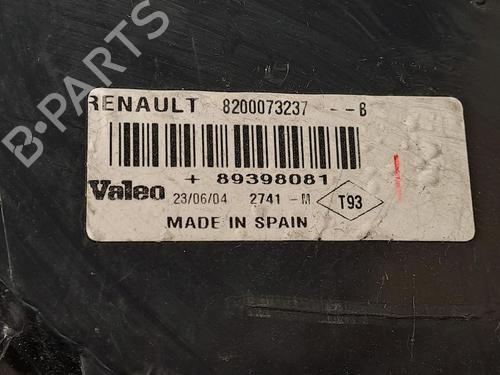 RENAULT 8200073237 --B
+ 89398081
Valeo 23/06/04 2741 -M T93
MADE IN SPAIN
B-PARTS